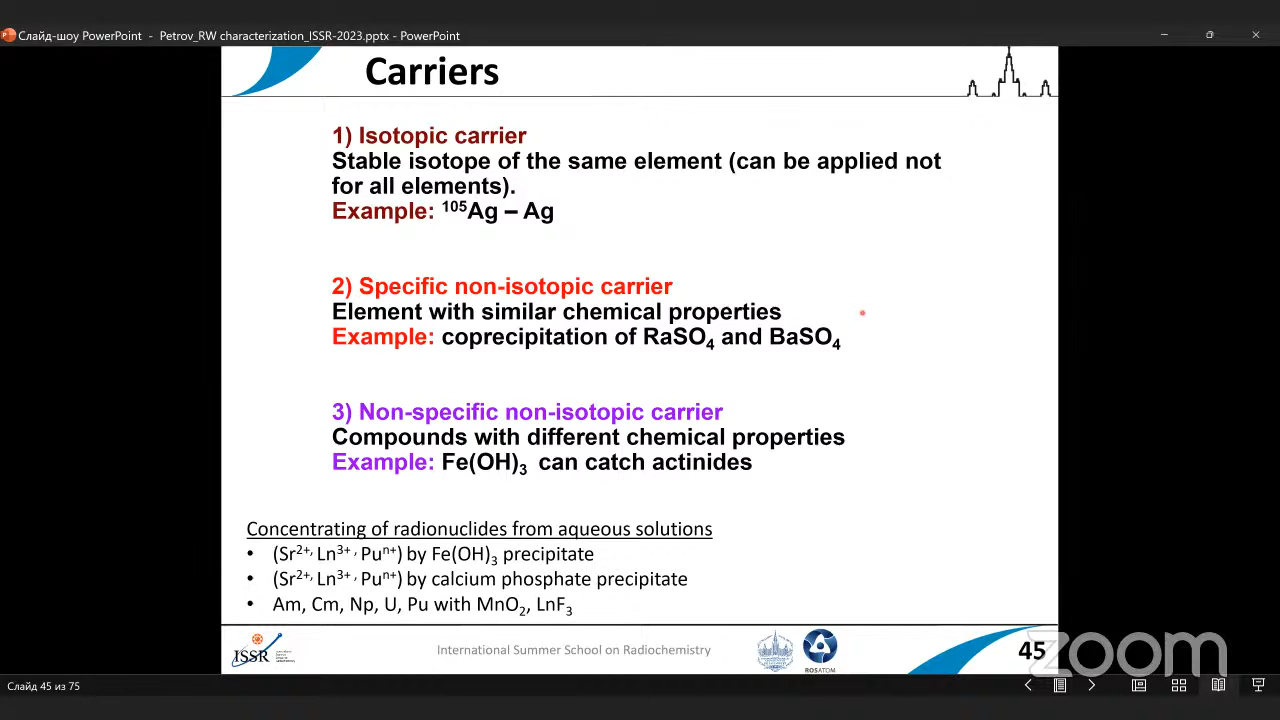 Слайд-шоу PowerPoint - Petrov_RW characterization_ISSR-2023.pptx - PowerPoint
Carriers
1) Isotopic carrier
Stable isotope of the same element (can be applied not
for all elements).
Example: ¹⁰⁵Ag – Ag
2) Specific non-isotopic carrier
Element with similar chemical properties
Example: coprecipitation of RaSO₄ and BaSO₄
3) Non-specific non-isotopic carrier
Compounds with different chemical properties
Example: Fe(OH)₃ can catch actinides
Concentrating of radionuclides from aqueous solutions
• (Sr²⁺, Ln³⁺, Puⁿ⁺) by Fe(OH)₃ precipitate
• (Sr²⁺, Ln³⁺, Puⁿ⁺) by calcium phosphate precipitate
• Am, Cm, Np, U, Pu with MnO₂, LnF₃
ISSR
International Summer School on Radiochemistry
ROSATOM
45
zoom
Слайд 45 из 75